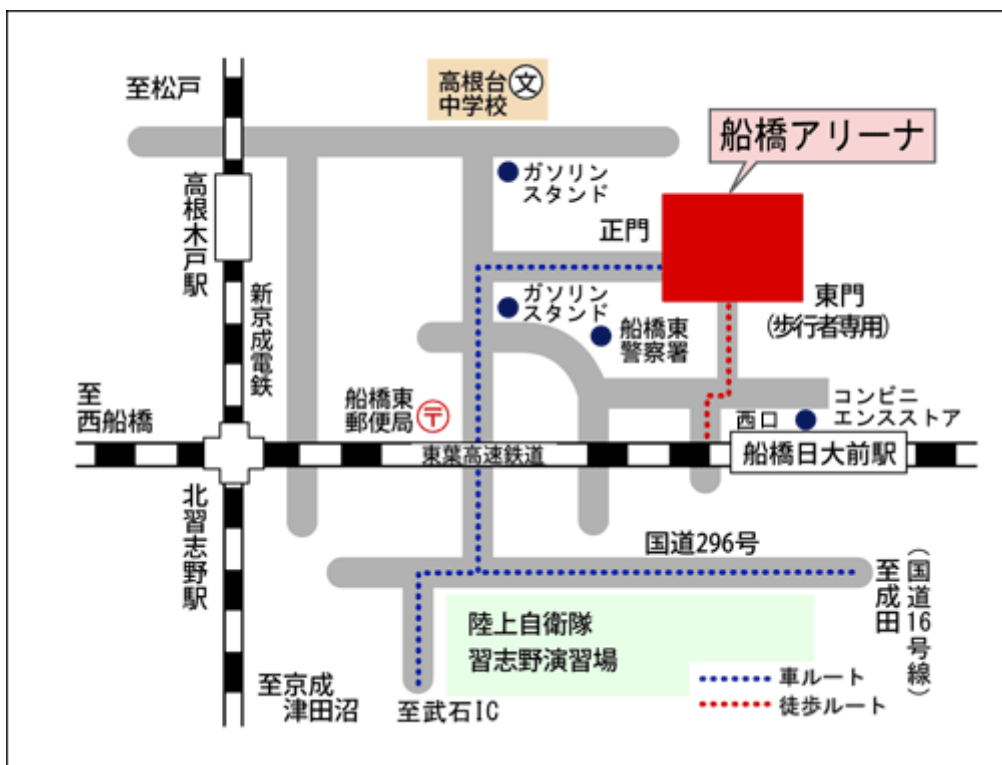 至松戸
高根台
中学校
文
船橋アリーナ
ガソリン
スタンド
高根木戸駅
正門
新京成電鉄
ガソリン
スタンド
船橋東
警察署
東門
(歩行者専用)
至
西船橋
船橋東
郵便局
〒
コンビニ
エンスストア
西口
東葉高速鉄道
船橋日大前駅
北習志野駅
国道296号
至成田
(国道16号線)
陸上自衛隊
習志野演習場
至京成
津田沼
至武石IC
車ルート
徒歩ルート